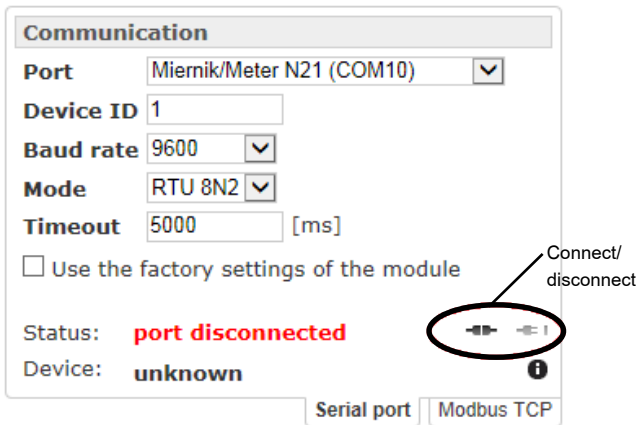 Communication
Port Miernik/Meter N21 (COM10)
Device ID 1
Baud rate 9600
Mode RTU 8N2
Timeout 5000 [ms]
Use the factory settings of the module
Connect/
disconnect
Status: port disconnected
Device: unknown
Serial port Modbus TCP